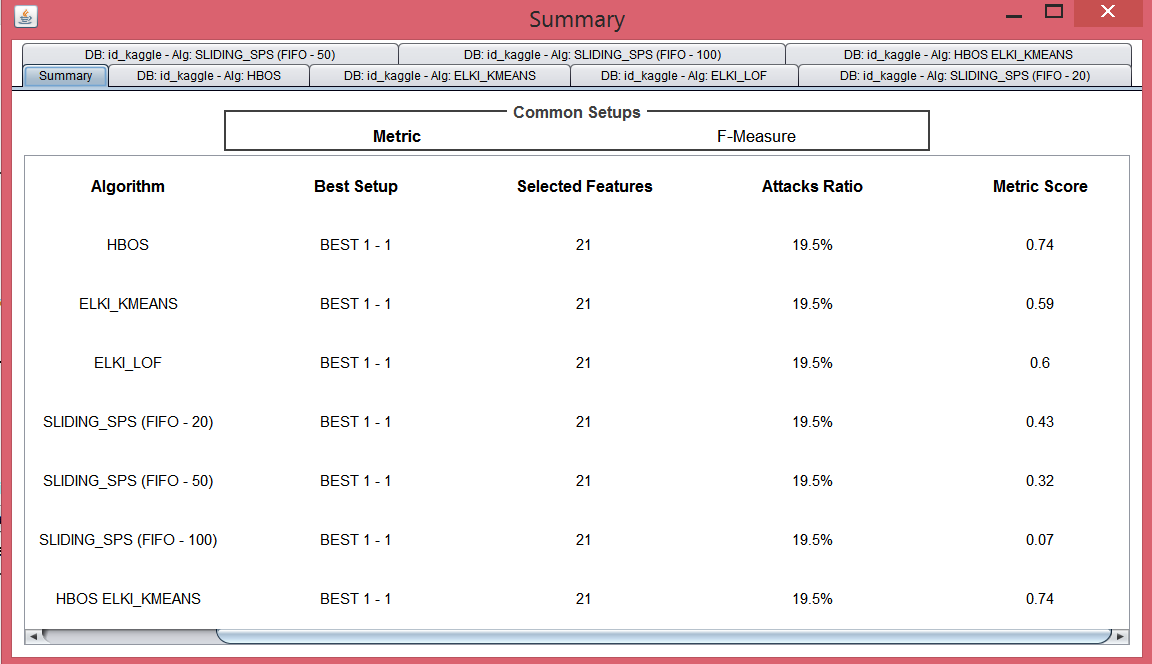 Summary
DB: id_kaggle - Alg: SLIDING_SPS (FIFO - 50) DB: id_kaggle - Alg: SLIDING_SPS (FIFO - 100) DB: id_kaggle - Alg: HBOS ELKI_KMEANS
Summary DB: id_kaggle - Alg: HBOS DB: id_kaggle - Alg: ELKI_KMEANS DB: id_kaggle - Alg: ELKI_LOF DB: id_kaggle - Alg: SLIDING_SPS (FIFO - 20)
Common Setups
Metric F-Measure
Algorithm Best Setup Selected Features Attacks Ratio Metric Score
HBOS BEST 1 - 1 21 19.5% 0.74
ELKI_KMEANS BEST 1 - 1 21 19.5% 0.59
ELKI_LOF BEST 1 - 1 21 19.5% 0.6
SLIDING_SPS (FIFO - 20) BEST 1 - 1 21 19.5% 0.43
SLIDING_SPS (FIFO - 50) BEST 1 - 1 21 19.5% 0.32
SLIDING_SPS (FIFO - 100) BEST 1 - 1 21 19.5% 0.07
HBOS ELKI_KMEANS BEST 1 - 1 21 19.5% 0.74